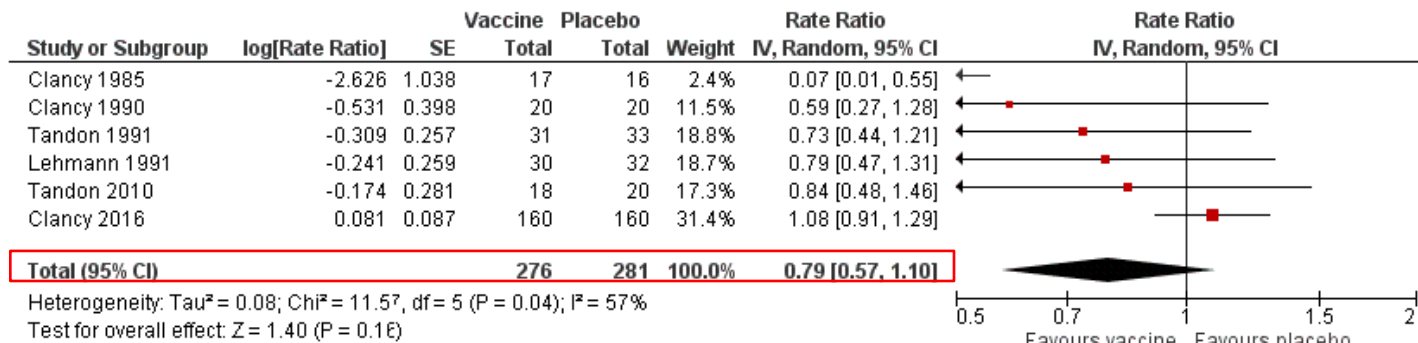 Vaccine Placebo Rate Ratio Rate Ratio
Study or Subgroup log[Rate Ratio] SE Total Total Weight IV, Random, 95% CI IV, Random, 95% CI
Clancy 1985 -2.626 1.038 17 16 2.4% 0.07 [0.01, 0.55]
Clancy 1990 -0.531 0.398 20 20 11.5% 0.59 [0.27, 1.28]
Tandon 1991 -0.309 0.257 31 33 18.8% 0.73 [0.44, 1.21]
Lehmann 1991 -0.241 0.259 30 32 18.7% 0.79 [0.47, 1.31]
Tandon 2010 -0.174 0.281 18 20 17.3% 0.84 [0.48, 1.46]
Clancy 2016 0.081 0.087 160 160 31.4% 1.08 [0.91, 1.29]
Total (95% CI) 276 281 100.0% 0.79 [0.57, 1.10]
Heterogeneity: Tau² = 0.08; Chi² = 11.57, df = 5 (P = 0.04); I² = 57%
Test for overall effect: Z = 1.40 (P = 0.16)
0.5 0.7 1 1.5 2
Favours vaccine Favours placebo